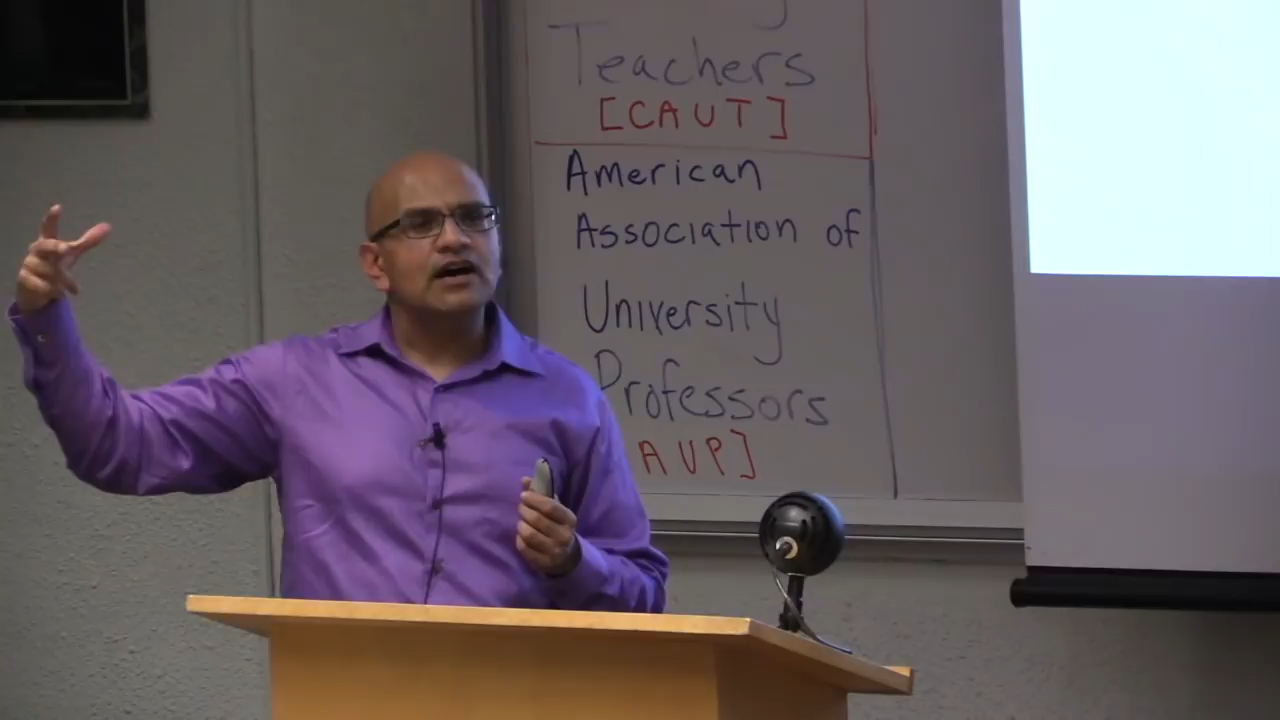 Teachers
[CAUT]
American
Association of
University
Professors
AUP]